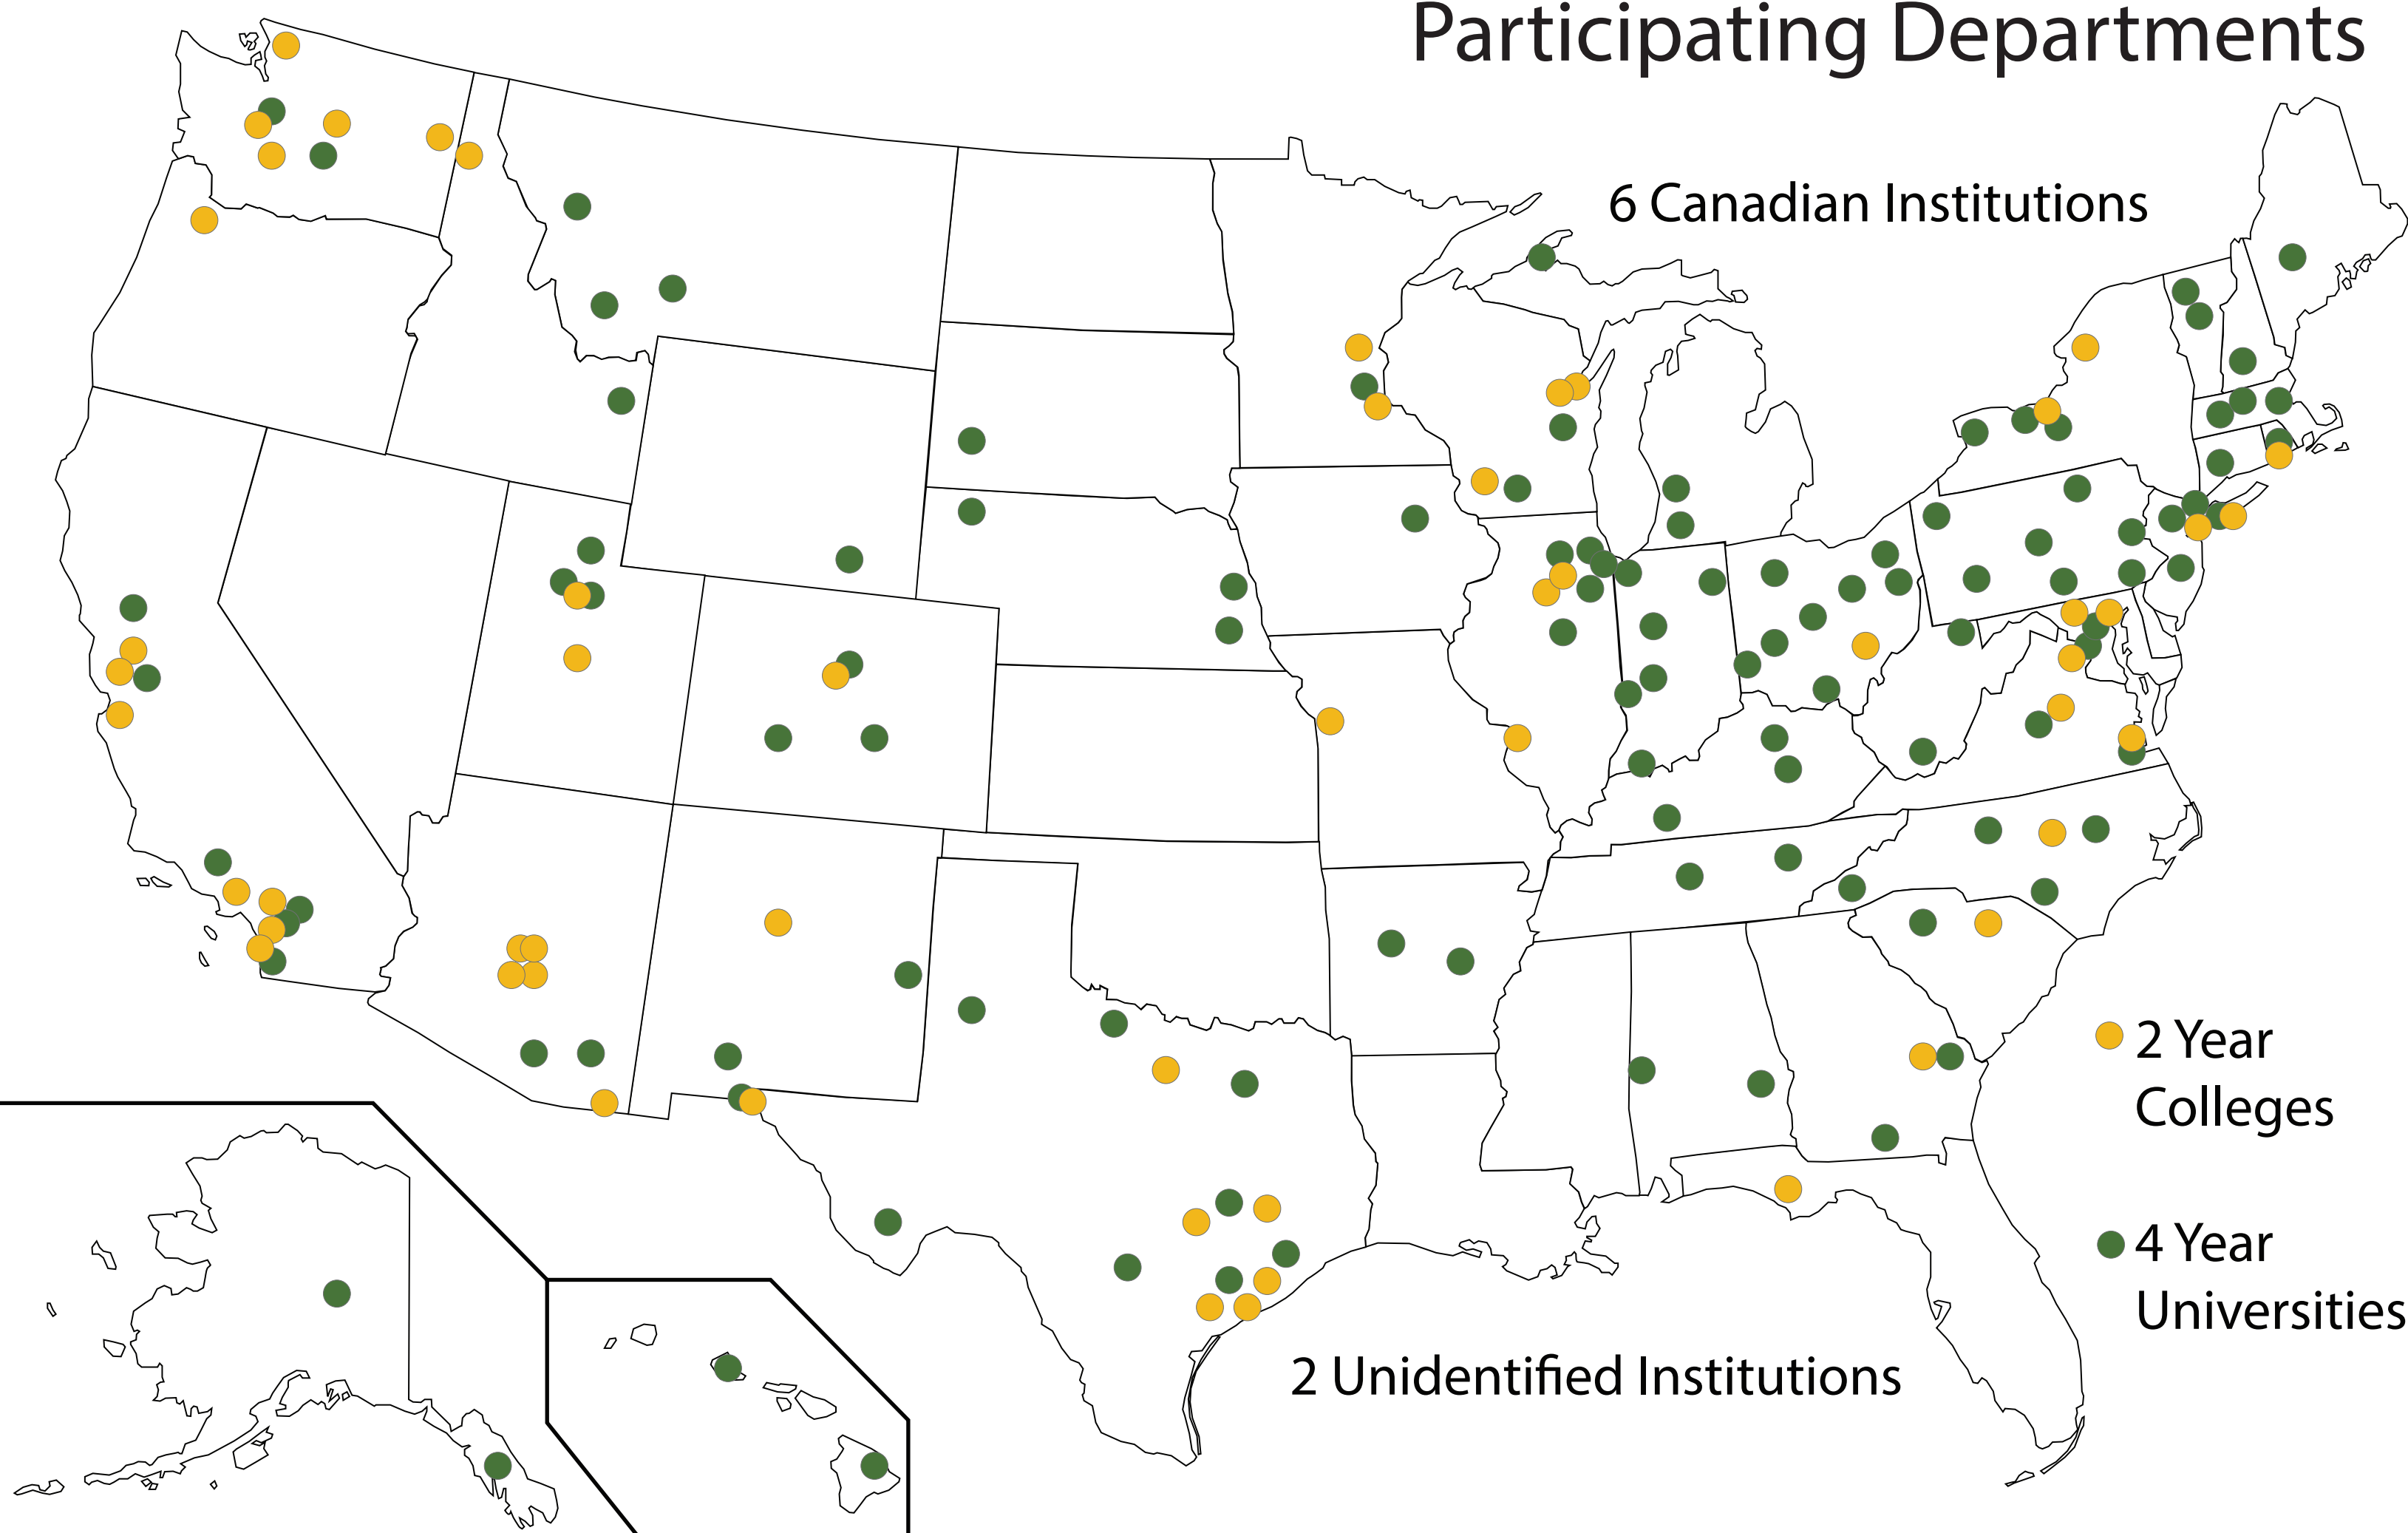 Participating Departments
6 Canadian Institutions
2 Year
Colleges
4 Year
Universities
2 Unidentified Institutions